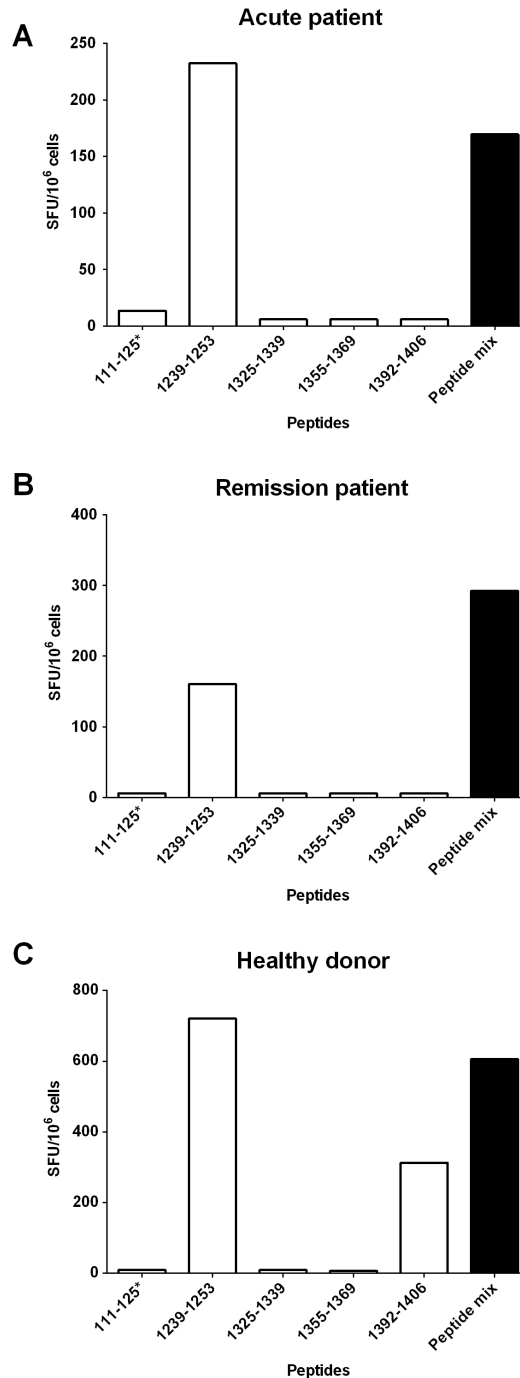 A
Acute patient
250
200
150
100
50
0
SFU/10⁶ cells
111-125*
1239-1253
1325-1339
1355-1369
1392-1406
Peptide mix
Peptides
B
Remission patient
400
300
200
100
0
SFU/10⁶ cells
111-125*
1239-1253
1325-1339
1355-1369
1392-1406
Peptide mix
Peptides
C
Healthy donor
800
600
400
200
0
SFU/10⁶ cells
111-125*
1239-1253
1325-1339
1355-1369
1392-1406
Peptide mix
Peptides